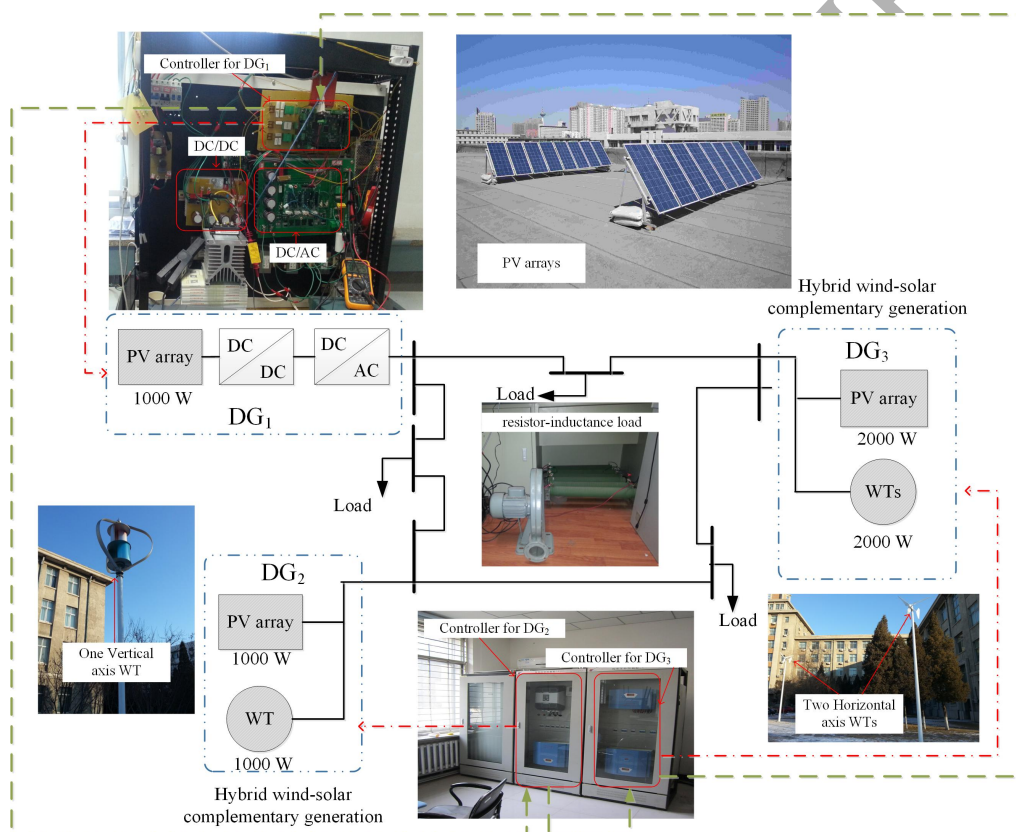 Controller for DG₁
DC/DC
DC/AC
PV arrays
Hybrid wind-solar
complementary generation
PV array
DC
DC
DC
AC
1000 W
DG₁
Load
resistor-inductance load
DG₃
PV array
2000 W
WTs
2000 W
Load
One Vertical
axis WT
DG₂
PV array
1000 W
WT
1000 W
Hybrid wind-solar
complementary generation
Controller for DG₂
Controller for DG₃
Load
Two Horizontal
axis WTs